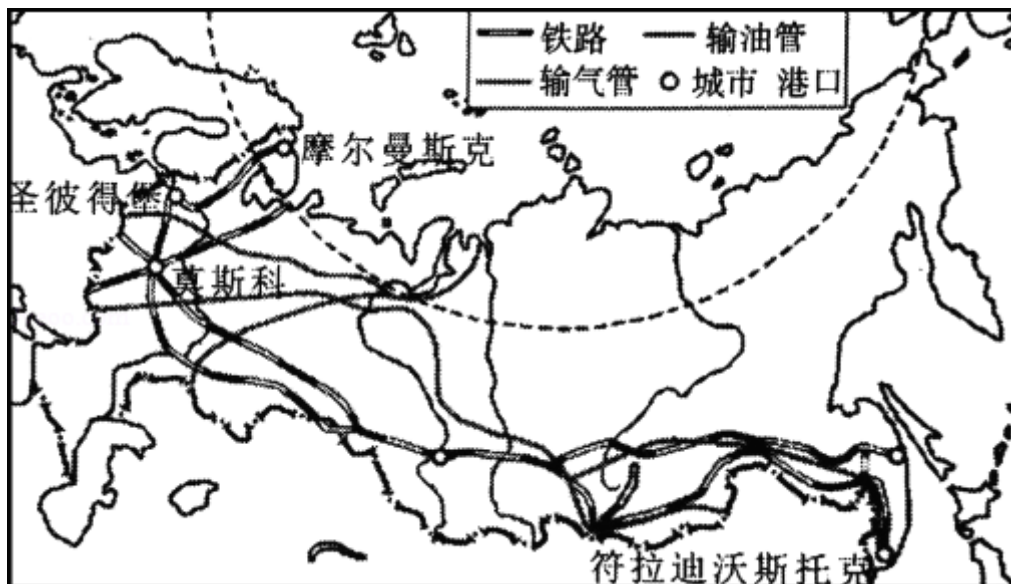 铁路 输油管
输气管 城市 港口
摩尔曼斯克
圣彼得堡
莫斯科
符拉迪沃斯托克